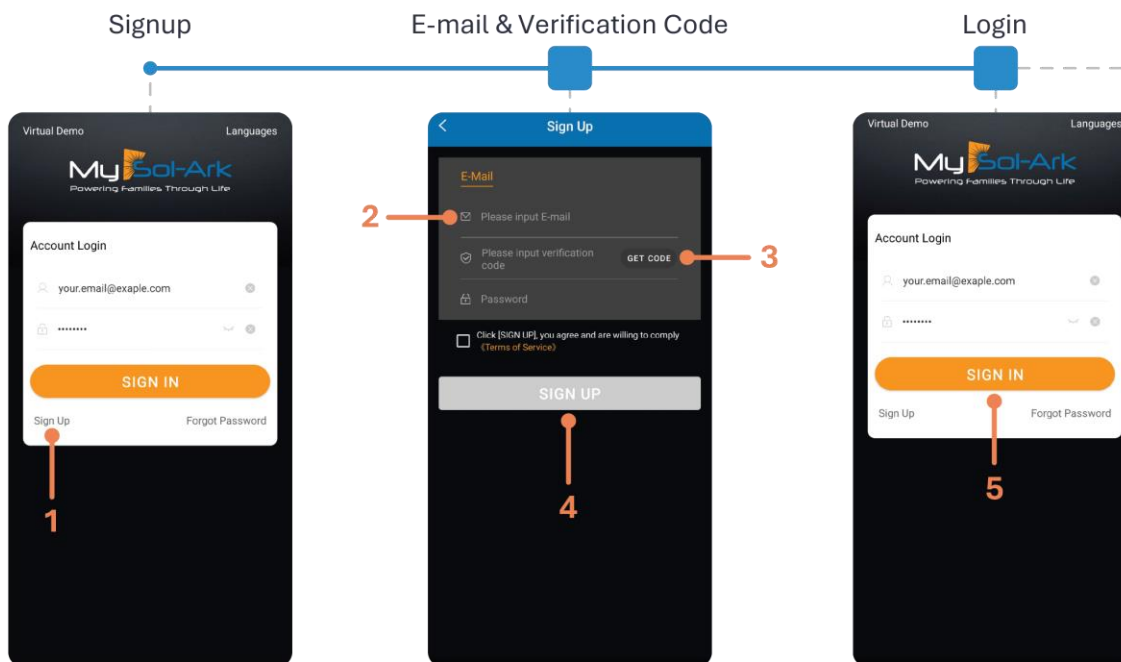 Signup
E-mail & Verification Code
Login
Virtual Demo
Languages
My Sol-Ark
Powering Families Through Life
Account Login
your.email@exaple.com
••••••••
SIGN IN
Sign Up
Forgot Password
1
Sign Up
E-Mail
2
Please input E-mail
Please input verification
code
GET CODE
3
Password
Click [SIGN UP], you agree and are willing to comply
《Terms of Service》
SIGN UP
4
Virtual Demo
Languages
My Sol-Ark
Powering Families Through Life
Account Login
your.email@exaple.com
••••••••
SIGN IN
Sign Up
Forgot Password
5